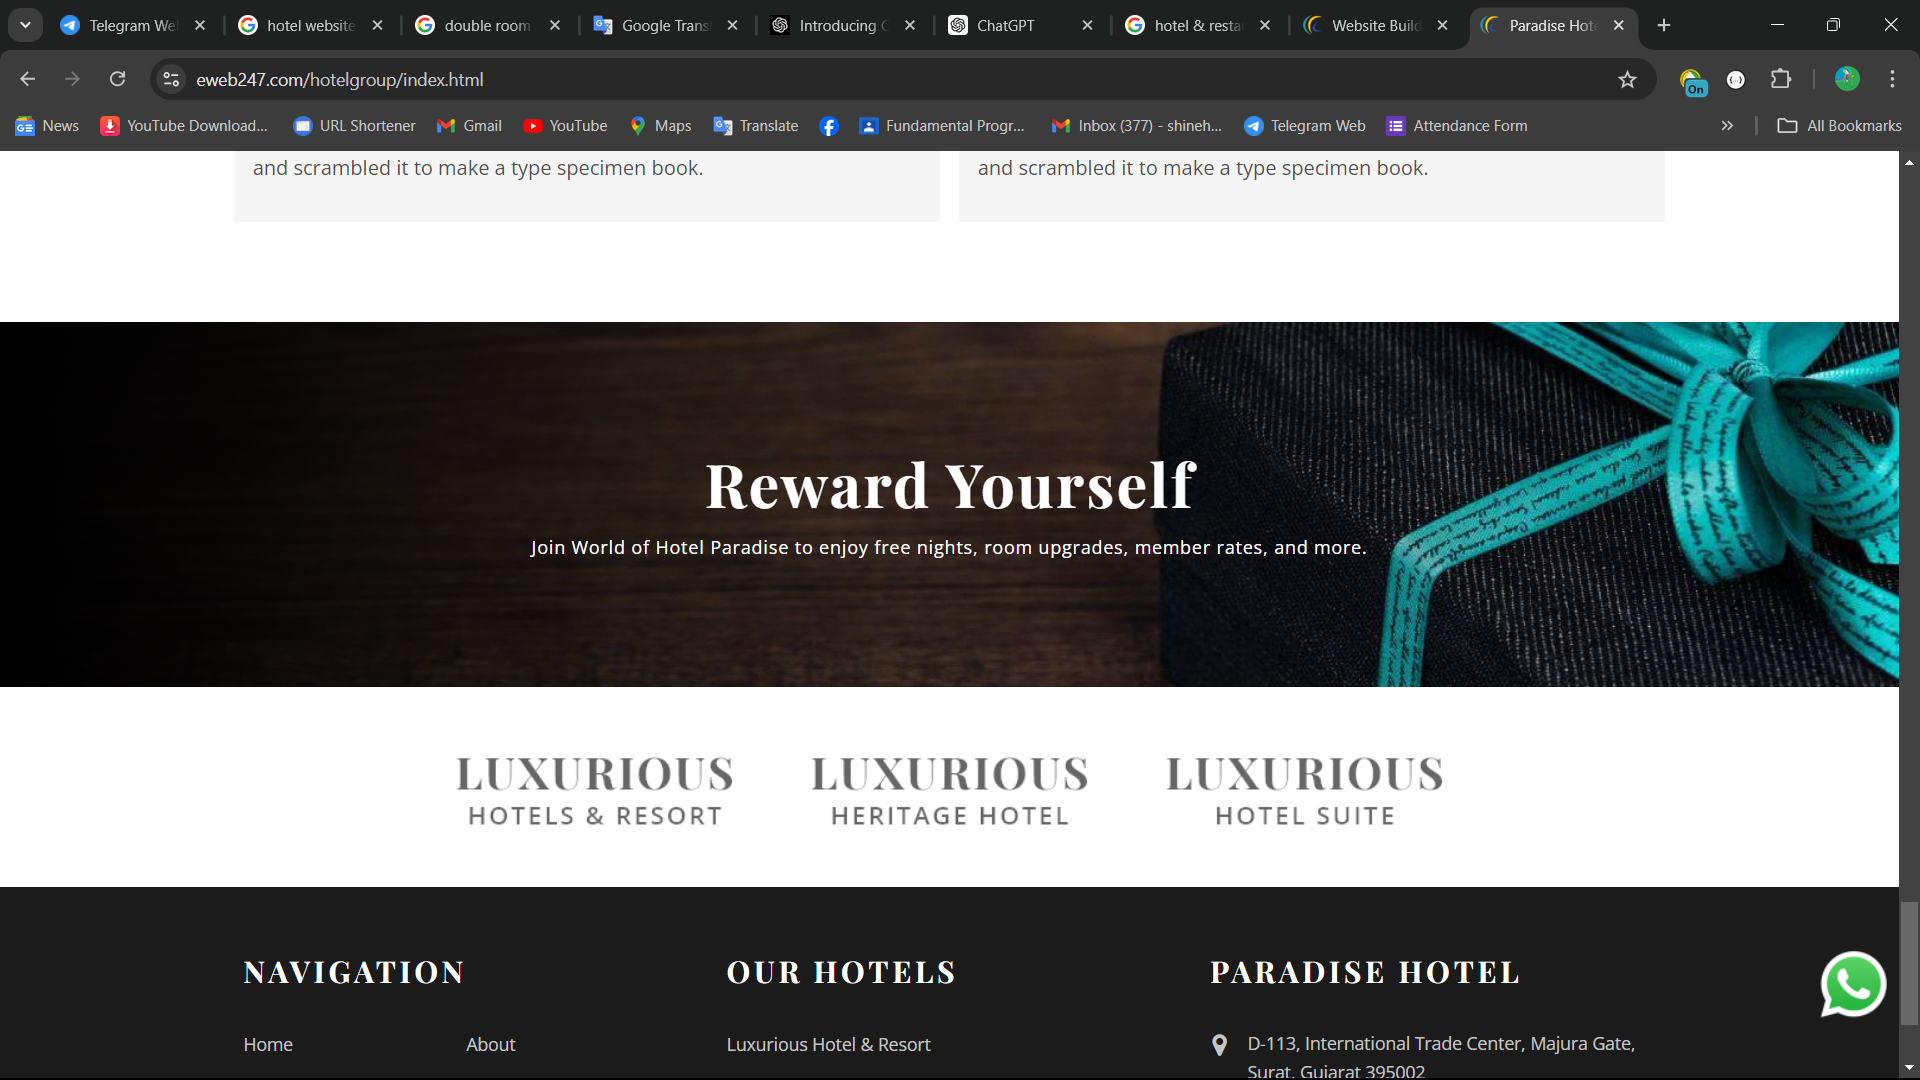 Telegram We
hotel website
double room
Google Trans
Introducing
ChatGPT
hotel & resta
Website Build
Paradise Hote
eweb247.com/hotelgroup/index.html
On
News
YouTube Download...
URL Shortener
Gmail
YouTube
Maps
Translate
Fundamental Progr...
Inbox (377) - shineh...
Telegram Web
Attendance Form
All Bookmarks
and scrambled it to make a type specimen book.
and scrambled it to make a type specimen book.
Reward Yourself
Join World of Hotel Paradise to enjoy free nights, room upgrades, member rates, and more.
LUXURIOUS
HOTELS & RESORT
LUXURIOUS
HERITAGE HOTEL
LUXURIOUS
HOTEL SUITE
NAVIGATION
Home
About
OUR HOTELS
Luxurious Hotel & Resort
PARADISE HOTEL
D-113, International Trade Center, Majura Gate,
Surat, Gujarat 395002